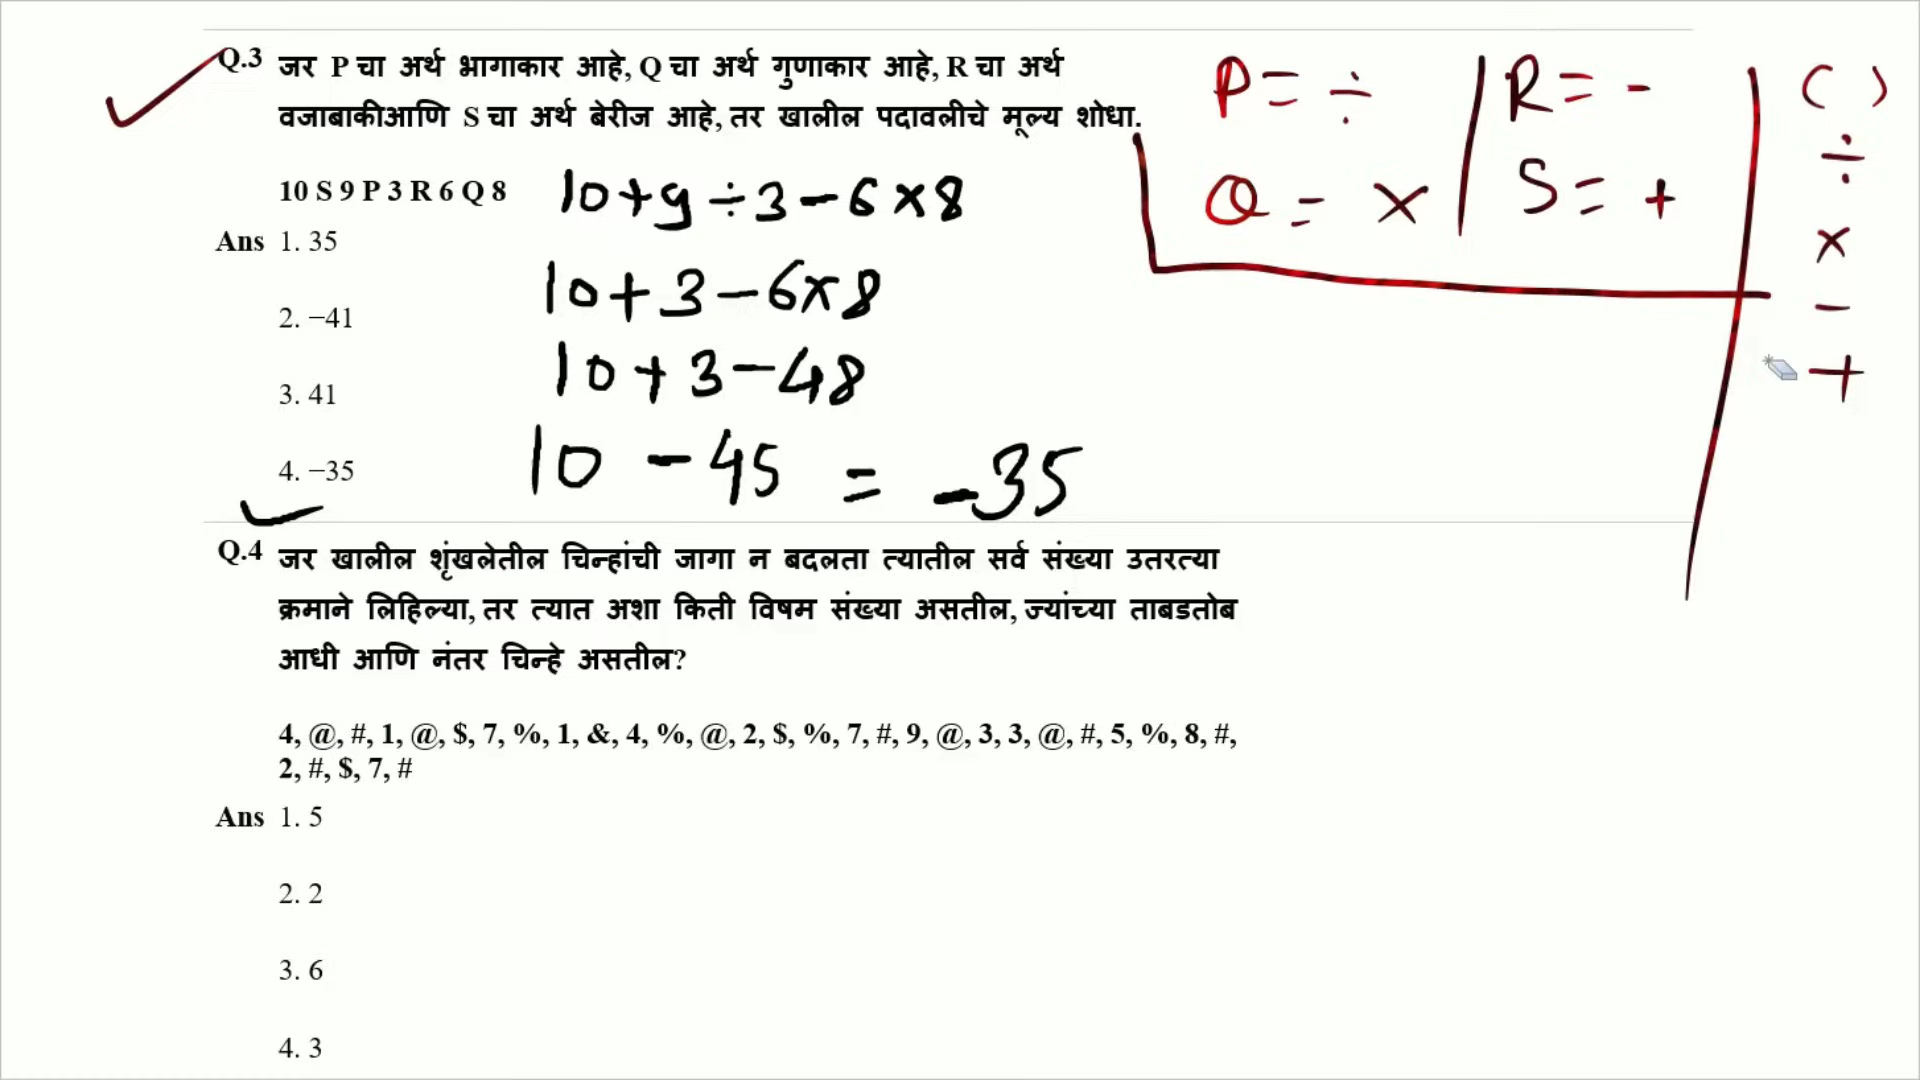 Q.3 जर P चा अर्थ भागाकार आहे, Q चा अर्थ गुणाकार आहे, R चा अर्थ
वजाबाकीआणि S चा अर्थ बेरीज आहे, तर खालील पदावलीचे मूल्य शोधा.
10 S 9 P 3 R 6 Q 8
10+9÷3-6×8
Ans 1. 35
10+3-6×8
2. −41
10+3-48
3. 41
10 -45 = -35
4. −35
P= ÷
R= -
Q = ×
S= +
( )
÷
×
-
+
Q.4 जर खालील शृंखलेतील चिन्हांची जागा न बदलता त्यातील सर्व संख्या उतरत्या
क्रमाने लिहिल्या, तर त्यात अशा किती विषम संख्या असतील, ज्यांच्या ताबडतोब
आधी आणि नंतर चिन्हे असतील?
4, @, #, 1, @, $, 7, %, 1, &, 4, %, @, 2, $, %, 7, #, 9, @, 3, 3, @, #, 5, %, 8, #,
2, #, $, 7, #
Ans 1. 5
2. 2
3. 6
4. 3